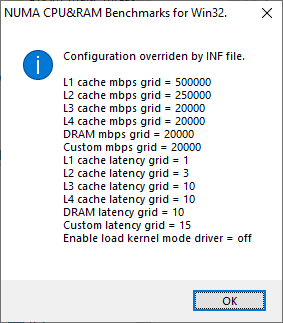 NUMA CPU&RAM Benchmarks for Win32.
Configuration overriden by INF file.
L1 cache mbps grid = 500000
L2 cache mbps grid = 250000
L3 cache mbps grid = 20000
L4 cache mbps grid = 20000
DRAM mbps grid = 20000
Custom mbps grid = 20000
L1 cache latency grid = 1
L2 cache latency grid = 3
L3 cache latency grid = 10
L4 cache latency grid = 10
DRAM latency grid = 10
Custom latency grid = 15
Enable load kernel mode driver = off
OK